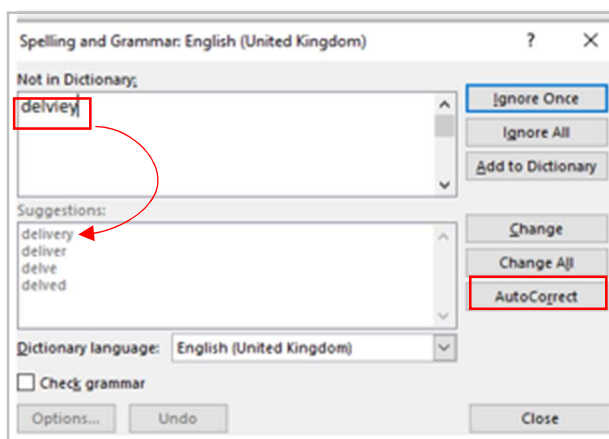 Spelling and Grammar: English (United Kingdom)
Not in Dictionary:
delviey
Ignore Once
Ignore All
Add to Dictionary
Suggestions:
delivery
deliver
delve
delved
Change
Change All
AutoCorrect
Dictionary language: English (United Kingdom)
Check grammar
Options... Undo Close